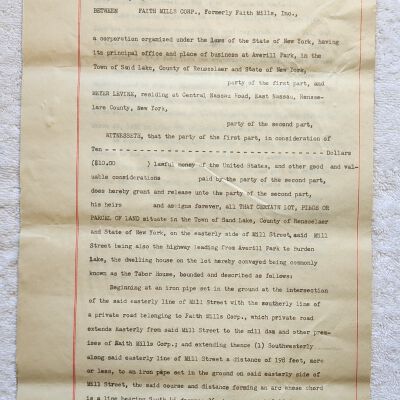 BETWEEN FAITH MILLS CORP., Formerly Faith Mills, Inc.,
a corporation organized under the laws of the State of New York, having
its principal office and place of business at Averill Park, in the
Town of Sand Lake, County of Rensselaer and State of New York,
party of the first part, and
MEYER LEVINE, residing at Central Nassau Road, East Nassau, Rensse-
lare County, New York,
party of the second part,
WITNESSETH, that the party of the first part, in consideration of
Ten - - - - - - - - - - - - - - - - - - - - - - - - - - - - Dollars
($10.00 ) lawful money of the United States, and other good and val-
uable considerations paid by the party of the second part,
does hereby grant and release unto the party of the second part,
his heirs and assigns forever, ALL THAT CERTAIN LOT, PIECE OR
PARCEL OF LAND situate in the Town of Sand Lake, County of Rensselaer
and State of New York, on the easterly side of Mill Street, said Mill
Street being also the highway leading from Averill Park to Burden
Lake, the dwelling house on the lot hereby conveyed being commonly
known as the Tabor House, bounded and described as follows:
Beginning at an iron pipe set in the ground at the intersection
of the said easterly line of Mill Street with the southerly line of
a private road belonging to Faith Mills Corp., which private road
extends Easterly from said Mill Street to the mill dam and other prem-
ises of Faith Mills Corp.; and extending thence (1) Southwesterly
along said easterly line of Mill Street a distance of 198 feet, more
or less, to an iron pipe set in the ground on said easterly side of
Mill Street, the said course and distance forming an arc whose chord
is a line bearing South